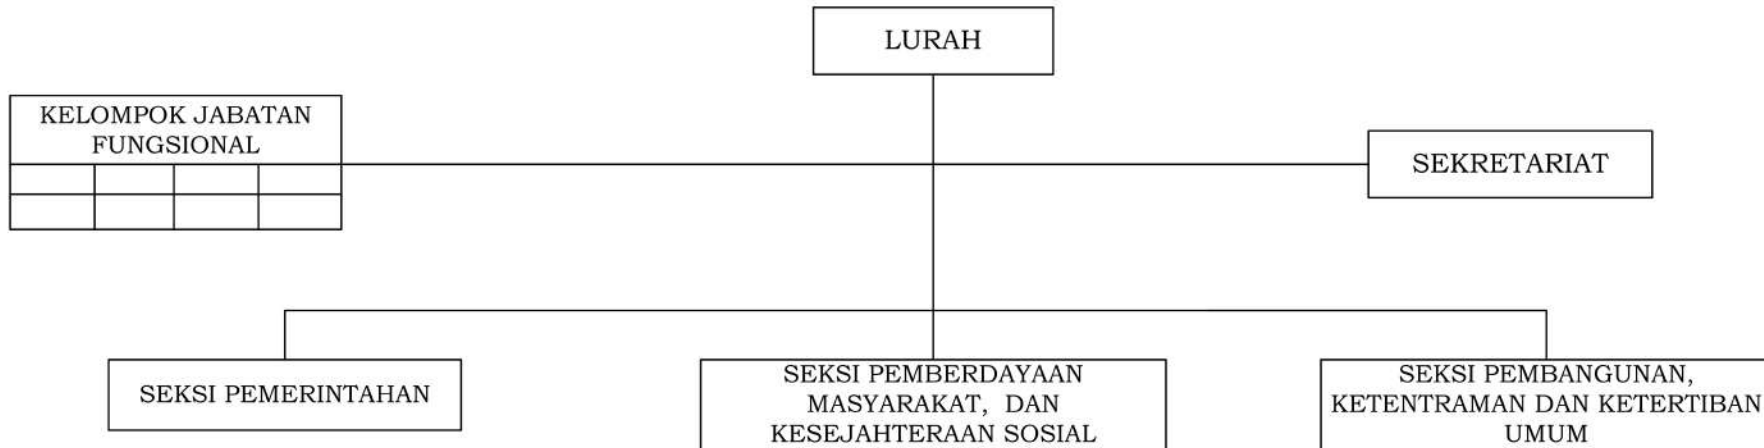 LURAH
KELOMPOK JABATAN
FUNGSIONAL
SEKRETARIAT
SEKSI PEMERINTAHAN
SEKSI PEMBERDAYAAN
MASYARAKAT, DAN
KESEJAHTERAAN SOSIAL
SEKSI PEMBANGUNAN,
KETENTRAMAN DAN KETERTIBAN
UMUM